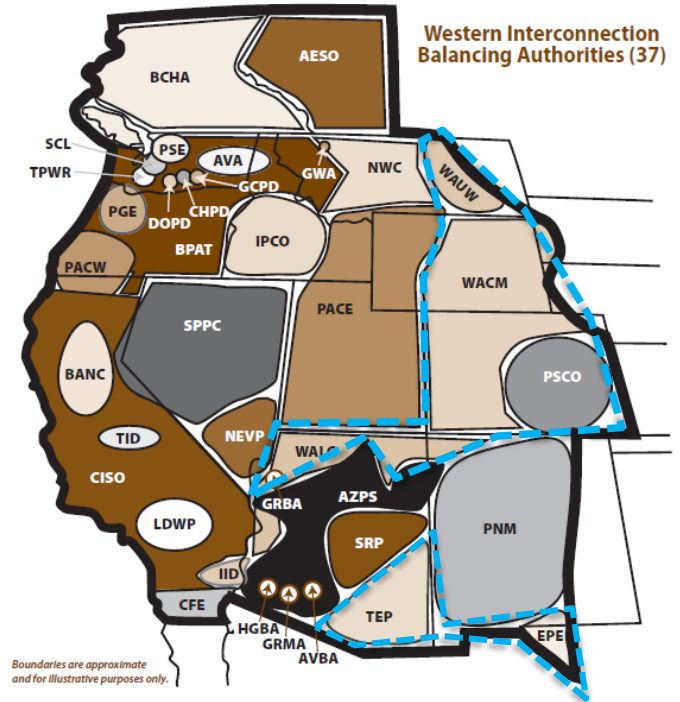 Western Interconnection
Balancing Authorities (37)
AESO
BCHA
SCL
PSE
TPWR
AVA
GWA
NWC
WAUW
GCPD
CHPD
DOPD
PGE
BPAT
IPCO
PACW
WACM
SPPC
PACE
BANC
PSCO
NEVP
TID
WALC
CISO
GRBA
AZPS
LDWP
SRP
PNM
IID
CFE
TEP
HGBA
GRMA
AVBA
EPE
Boundaries are approximate
and for illustrative purposes only.